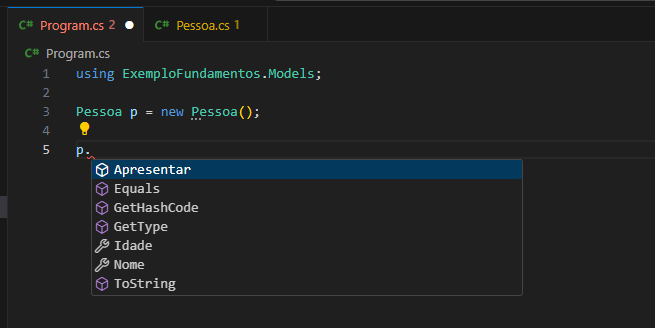 C# Program.cs 2 C# Pessoa.cs 1
C# Program.cs
1 using ExemploFundamentos.Models;
2
3 Pessoa p = new Pessoa();
4
5 p.
Apresentar
Equals
GetHashCode
GetType
Idade
Nome
ToString